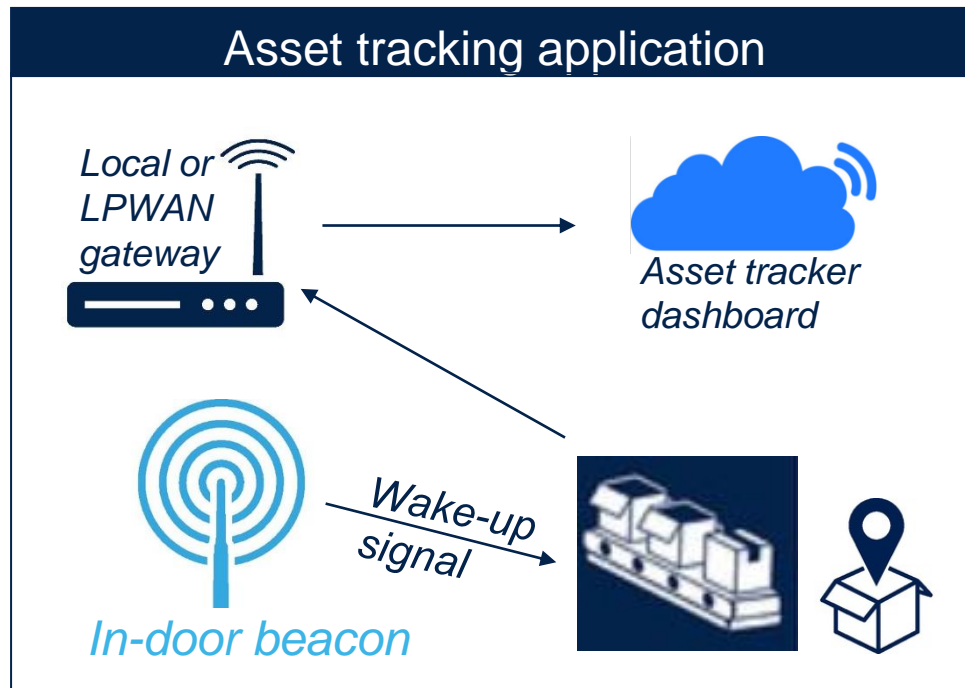 Asset tracking application
Local or
LPWAN
gateway
Asset tracker
dashboard
Wake-up
signal
In-door beacon